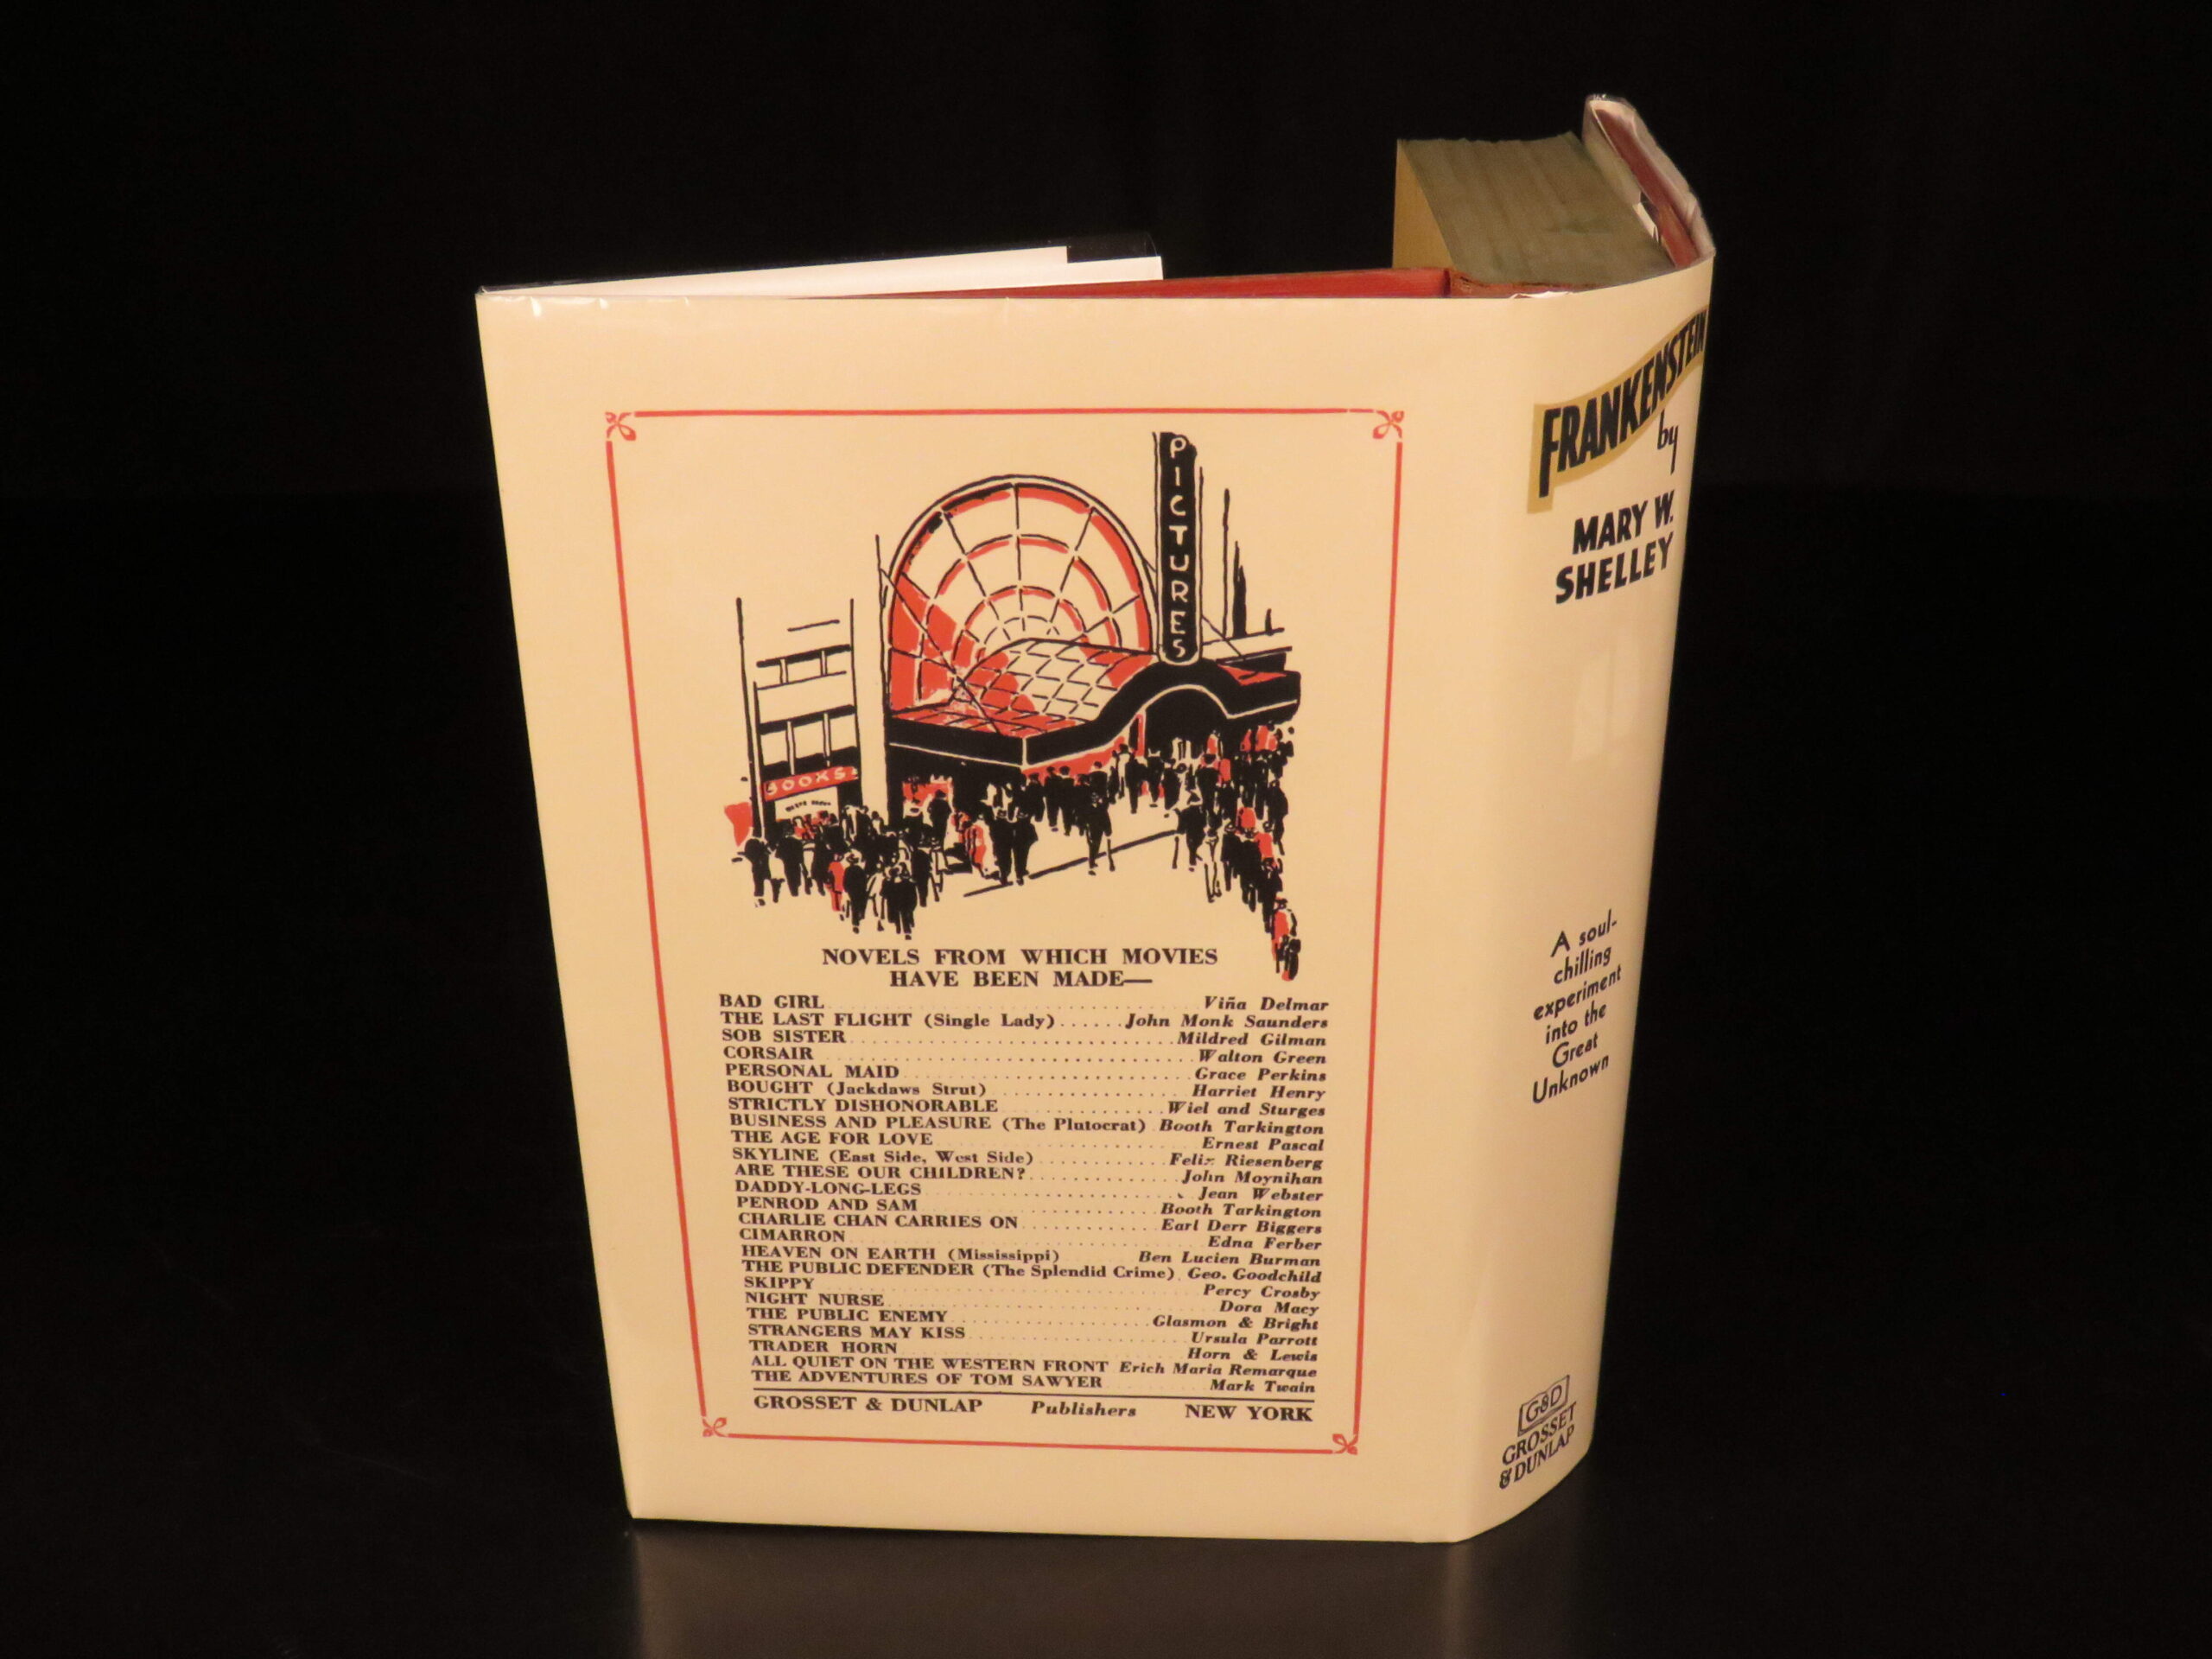 PICTURES
BOOKS
NOVELS FROM WHICH MOVIES
HAVE BEEN MADE—
BAD GIRL Viña Delmar
THE LAST FLIGHT (Single Lady) John Monk Saunders
SOB SISTER Mildred Gilman
CORSAIR Walton Green
PERSONAL MAID Grace Perkins
BOUGHT (Jackdaws Strut) Harriet Henry
STRICTLY DISHONORABLE Wiel and Sturges
BUSINESS AND PLEASURE (The Plutocrat) Booth Tarkington
THE AGE FOR LOVE Ernest Pascal
SKYLINE (East Side, West Side) Felix Riesenberg
ARE THESE OUR CHILDREN? John Moynihan
DADDY-LONG-LEGS Jean Webster
PENROD AND SAM Booth Tarkington
CHARLIE CHAN CARRIES ON Earl Derr Biggers
CIMARRON Edna Ferber
HEAVEN ON EARTH (Mississippi) Ben Lucien Burman
THE PUBLIC DEFENDER (The Splendid Crime) Geo. Goodchild
SKIPPY Percy Crosby
NIGHT NURSE Dora Macy
THE PUBLIC ENEMY Glasmon & Bright
STRANGERS MAY KISS Ursula Parrott
TRADER HORN Horn & Lewis
ALL QUIET ON THE WESTERN FRONT Erich Maria Remarque
THE ADVENTURES OF TOM SAWYER Mark Twain
GROSSET & DUNLAP Publishers NEW YORK
FRANKENSTEIN
by
MARY W.
SHELLEY
A soul-
chilling
experiment
into the
Great
Unknown
G&D
GROSSET
& DUNLAP